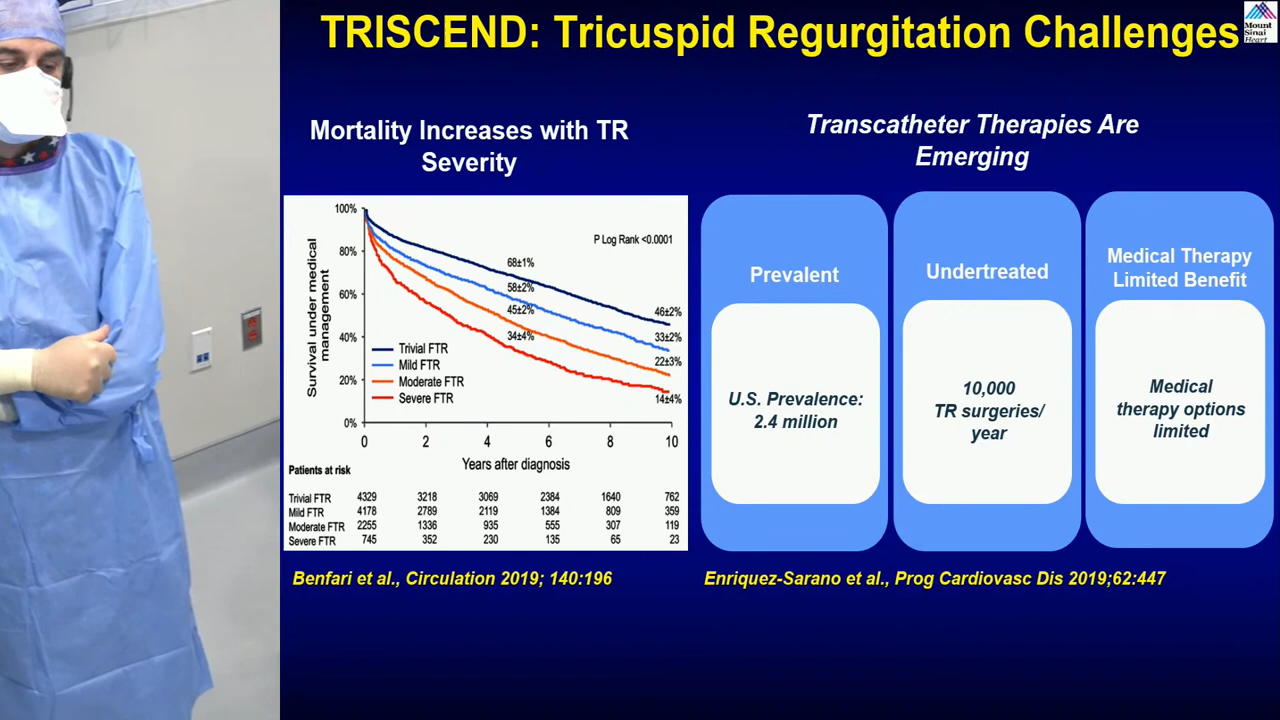 TRISCEND: Tricuspid Regurgitation Challenges
Mount
Sinai
Heart
Mortality Increases with TR
Severity
100%
80%
60%
40%
20%
0%
Survival under medical
management
P Log Rank <0.0001
68±1%
58±2%
45±2%
34±4%
46±2%
33±2%
22±3%
14±4%
Trivial FTR
Mild FTR
Moderate FTR
Severe FTR
0 2 4 6 8 10
Years after diagnosis
Patients at risk
Trivial FTR 4329 3218 3069 2384 1640 762
Mild FTR 4178 2789 2119 1384 809 359
Moderate FTR 2255 1336 935 555 307 119
Severe FTR 745 352 230 135 65 23
Benfari et al., Circulation 2019; 140:196
Transcatheter Therapies Are
Emerging
Prevalent
U.S. Prevalence:
2.4 million
Undertreated
10,000
TR surgeries/
year
Medical Therapy
Limited Benefit
Medical
therapy options
limited
Enriquez-Sarano et al., Prog Cardiovasc Dis 2019;62:447